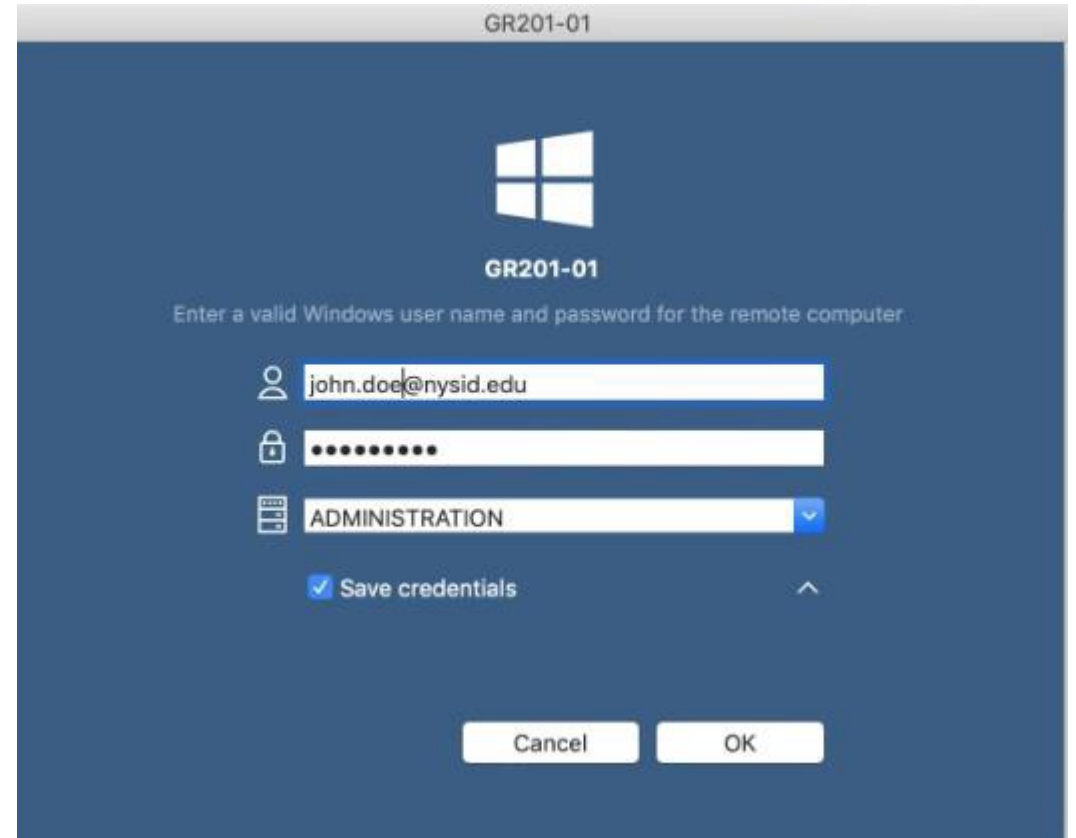 GR201-01
GR201-01
Enter a valid Windows user name and password for the remote computer
john.doe@nysid.edu
•••••••••
ADMINISTRATION
Save credentials
Cancel OK